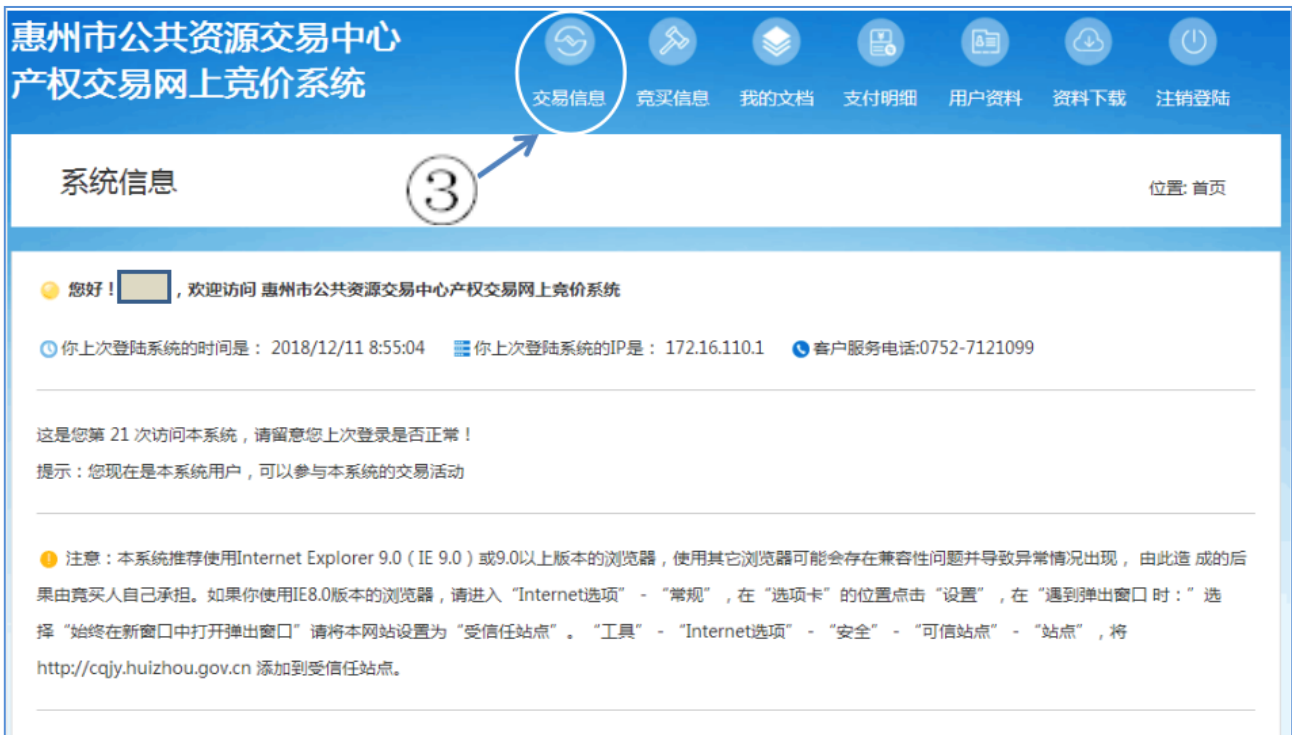 惠州市公共资源交易中心
产权交易网上竞价系统
交易信息 竞买信息 我的文档 支付明细 用户资料 资料下载 注销登陆
系统信息
③
位置: 首页
您好！ ，欢迎访问 惠州市公共资源交易中心产权交易网上竞价系统
你上次登陆系统的时间是： 2018/12/11 8:55:04 你上次登陆系统的IP是： 172.16.110.1 客户服务电话:0752-7121099
这是您第 21 次访问本系统，请留意您上次登录是否正常！
提示：您现在是本系统用户，可以参与本系统的交易活动
注意：本系统推荐使用Internet Explorer 9.0（IE 9.0）或9.0以上版本的浏览器，使用其它浏览器可能会存在兼容性问题并导致异常情况出现， 由此造 成的后
果由竞买人自己承担。如果你使用IE8.0版本的浏览器，请进入“Internet选项” - “常规”，在“选项卡”的位置点击“设置”，在“遇到弹出窗口 时：”选
择“始终在新窗口中打开弹出窗口”请将本网站设置为“受信任站点”。“工具” - “Internet选项” - “安全” - “可信站点” - “站点”，将
http://cqjy.huizhou.gov.cn 添加到受信任站点。